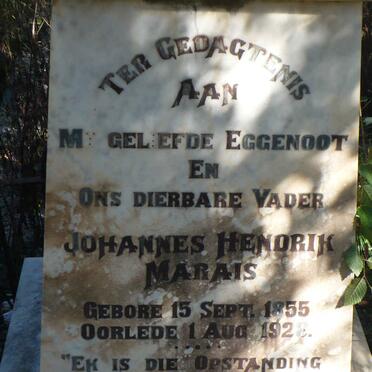 TER GEDAGTENIS
AAN
MY GELIEFDE EGGENOOT
EN
ONS DIERBARE VADER
JOHANNES HENDRIK
MARAIS
GEBORE 15 SEPT. 1855
OORLEDE 1 AUG.
"EK IS DIE OPSTANDING